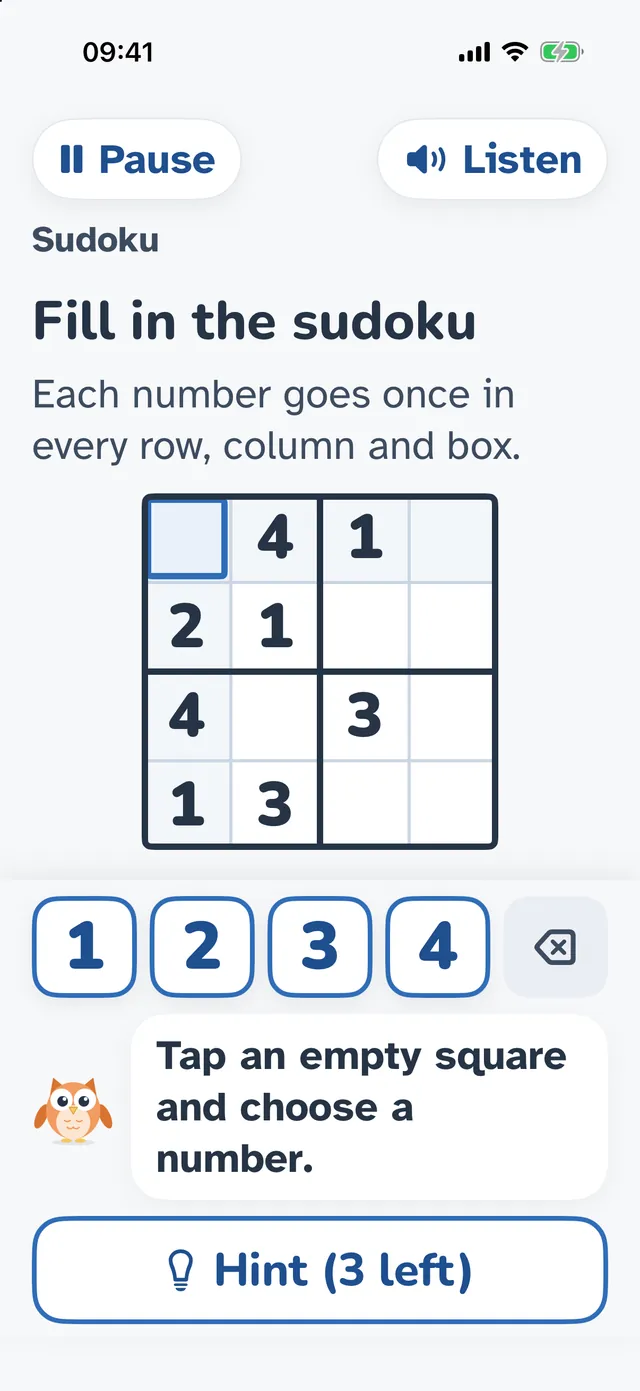 09:41
Pause
Listen
Sudoku
Fill in the sudoku
Each number goes once in
every row, column and box.
4 1
2 1
4 3
1 3
1 2 3 4
Tap an empty square
and choose a
number.
Hint (3 left)